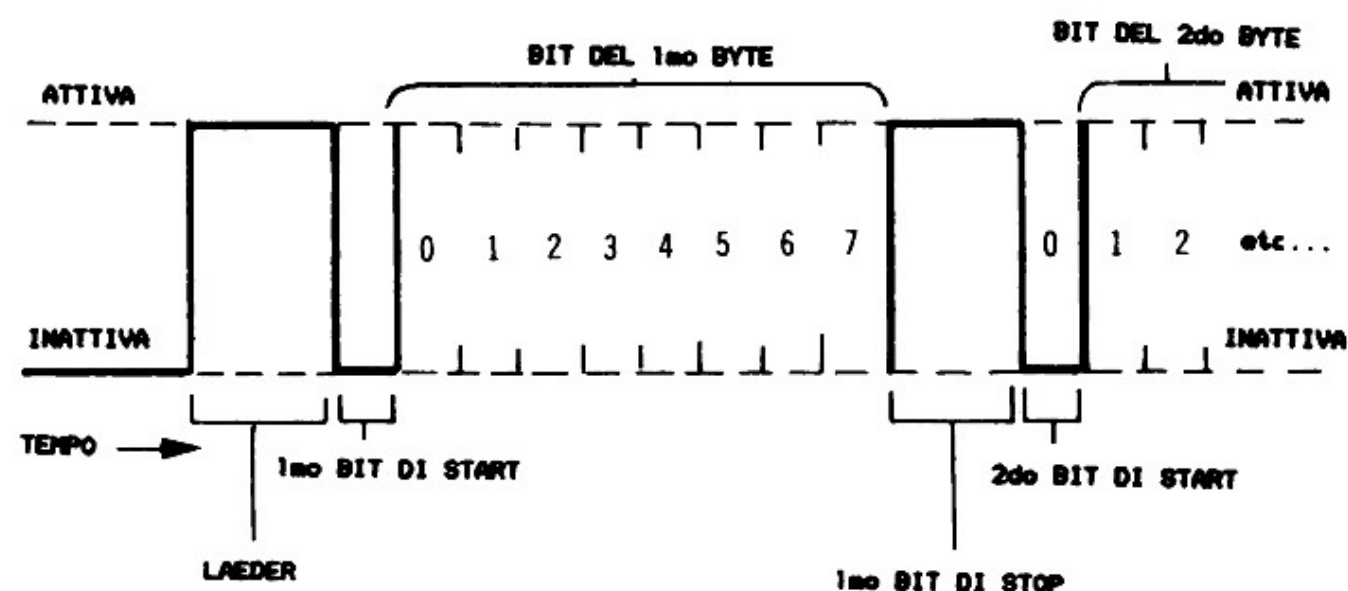 BIT DEL 1mo BYTE
BIT DEL 2do BYTE
ATTIVA
ATTIVA
0 1 2 3 4 5 6 7 0 1 2 etc...
INATTIVA
INATTIVA
TEMPO
1mo BIT DI START
2do BIT DI START
LAEDER
1mo BIT DI STOP